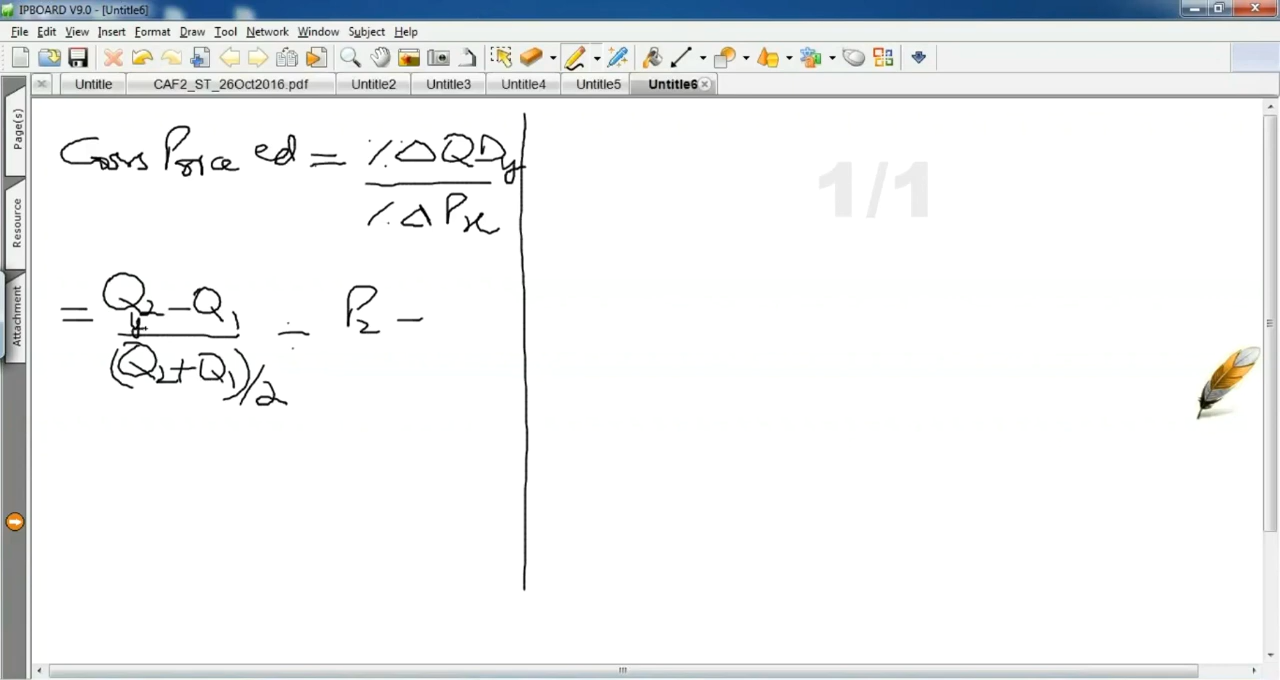 IPBOARD V9.0 - [Untitle6]
File Edit View Insert Format Draw Tool Network Window Subject Help
Untitle CAF2_ST_26Oct2016.pdf Untitle2 Untitle3 Untitle4 Untitle5 Untitle6
Page(s)
Resource
Attachment
1/1
Cross Price ed = %ΔQDy
%ΔPx
= Q2y - Q1 ÷ P2 -
(Q2+Q1)/2